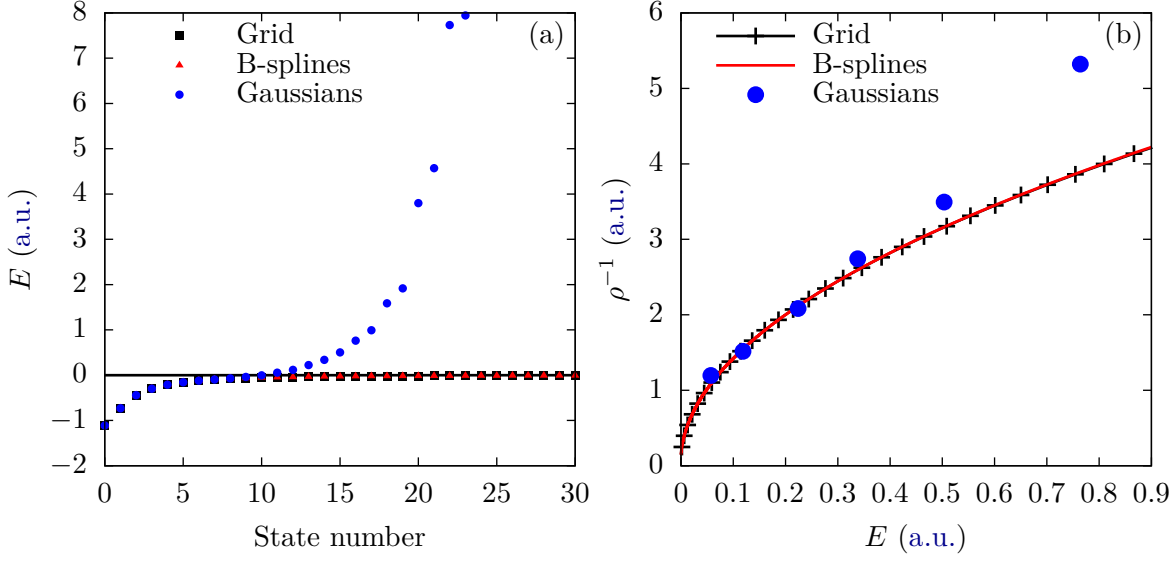 (a)
Grid
B-splines
Gaussians
8
7
6
5
4
3
2
1
0
−1
−2
E (a.u.)
0
5
10
15
20
25
30
State number
(b)
Grid
B-splines
Gaussians
6
5
4
3
2
1
0
ρ⁻¹ (a.u.)
0
0.1
0.2
0.3
0.4
0.5
0.6
0.7
0.8
0.9
E (a.u.)